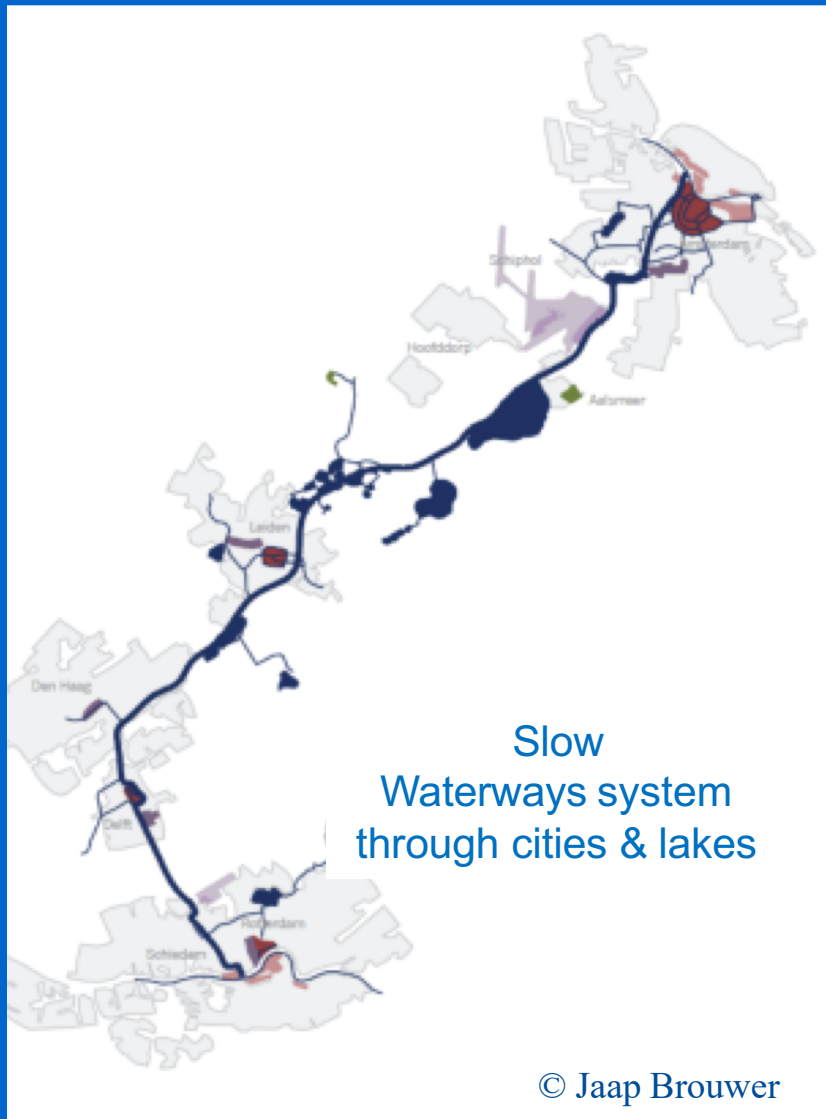 Amsterdam
Schiphol
Hoofddorp
Aalsmeer
Leiden
Den Haag
Slow
Waterways system
through cities & lakes
Delft
Rotterdam
Schiedam
© Jaap Brouwer